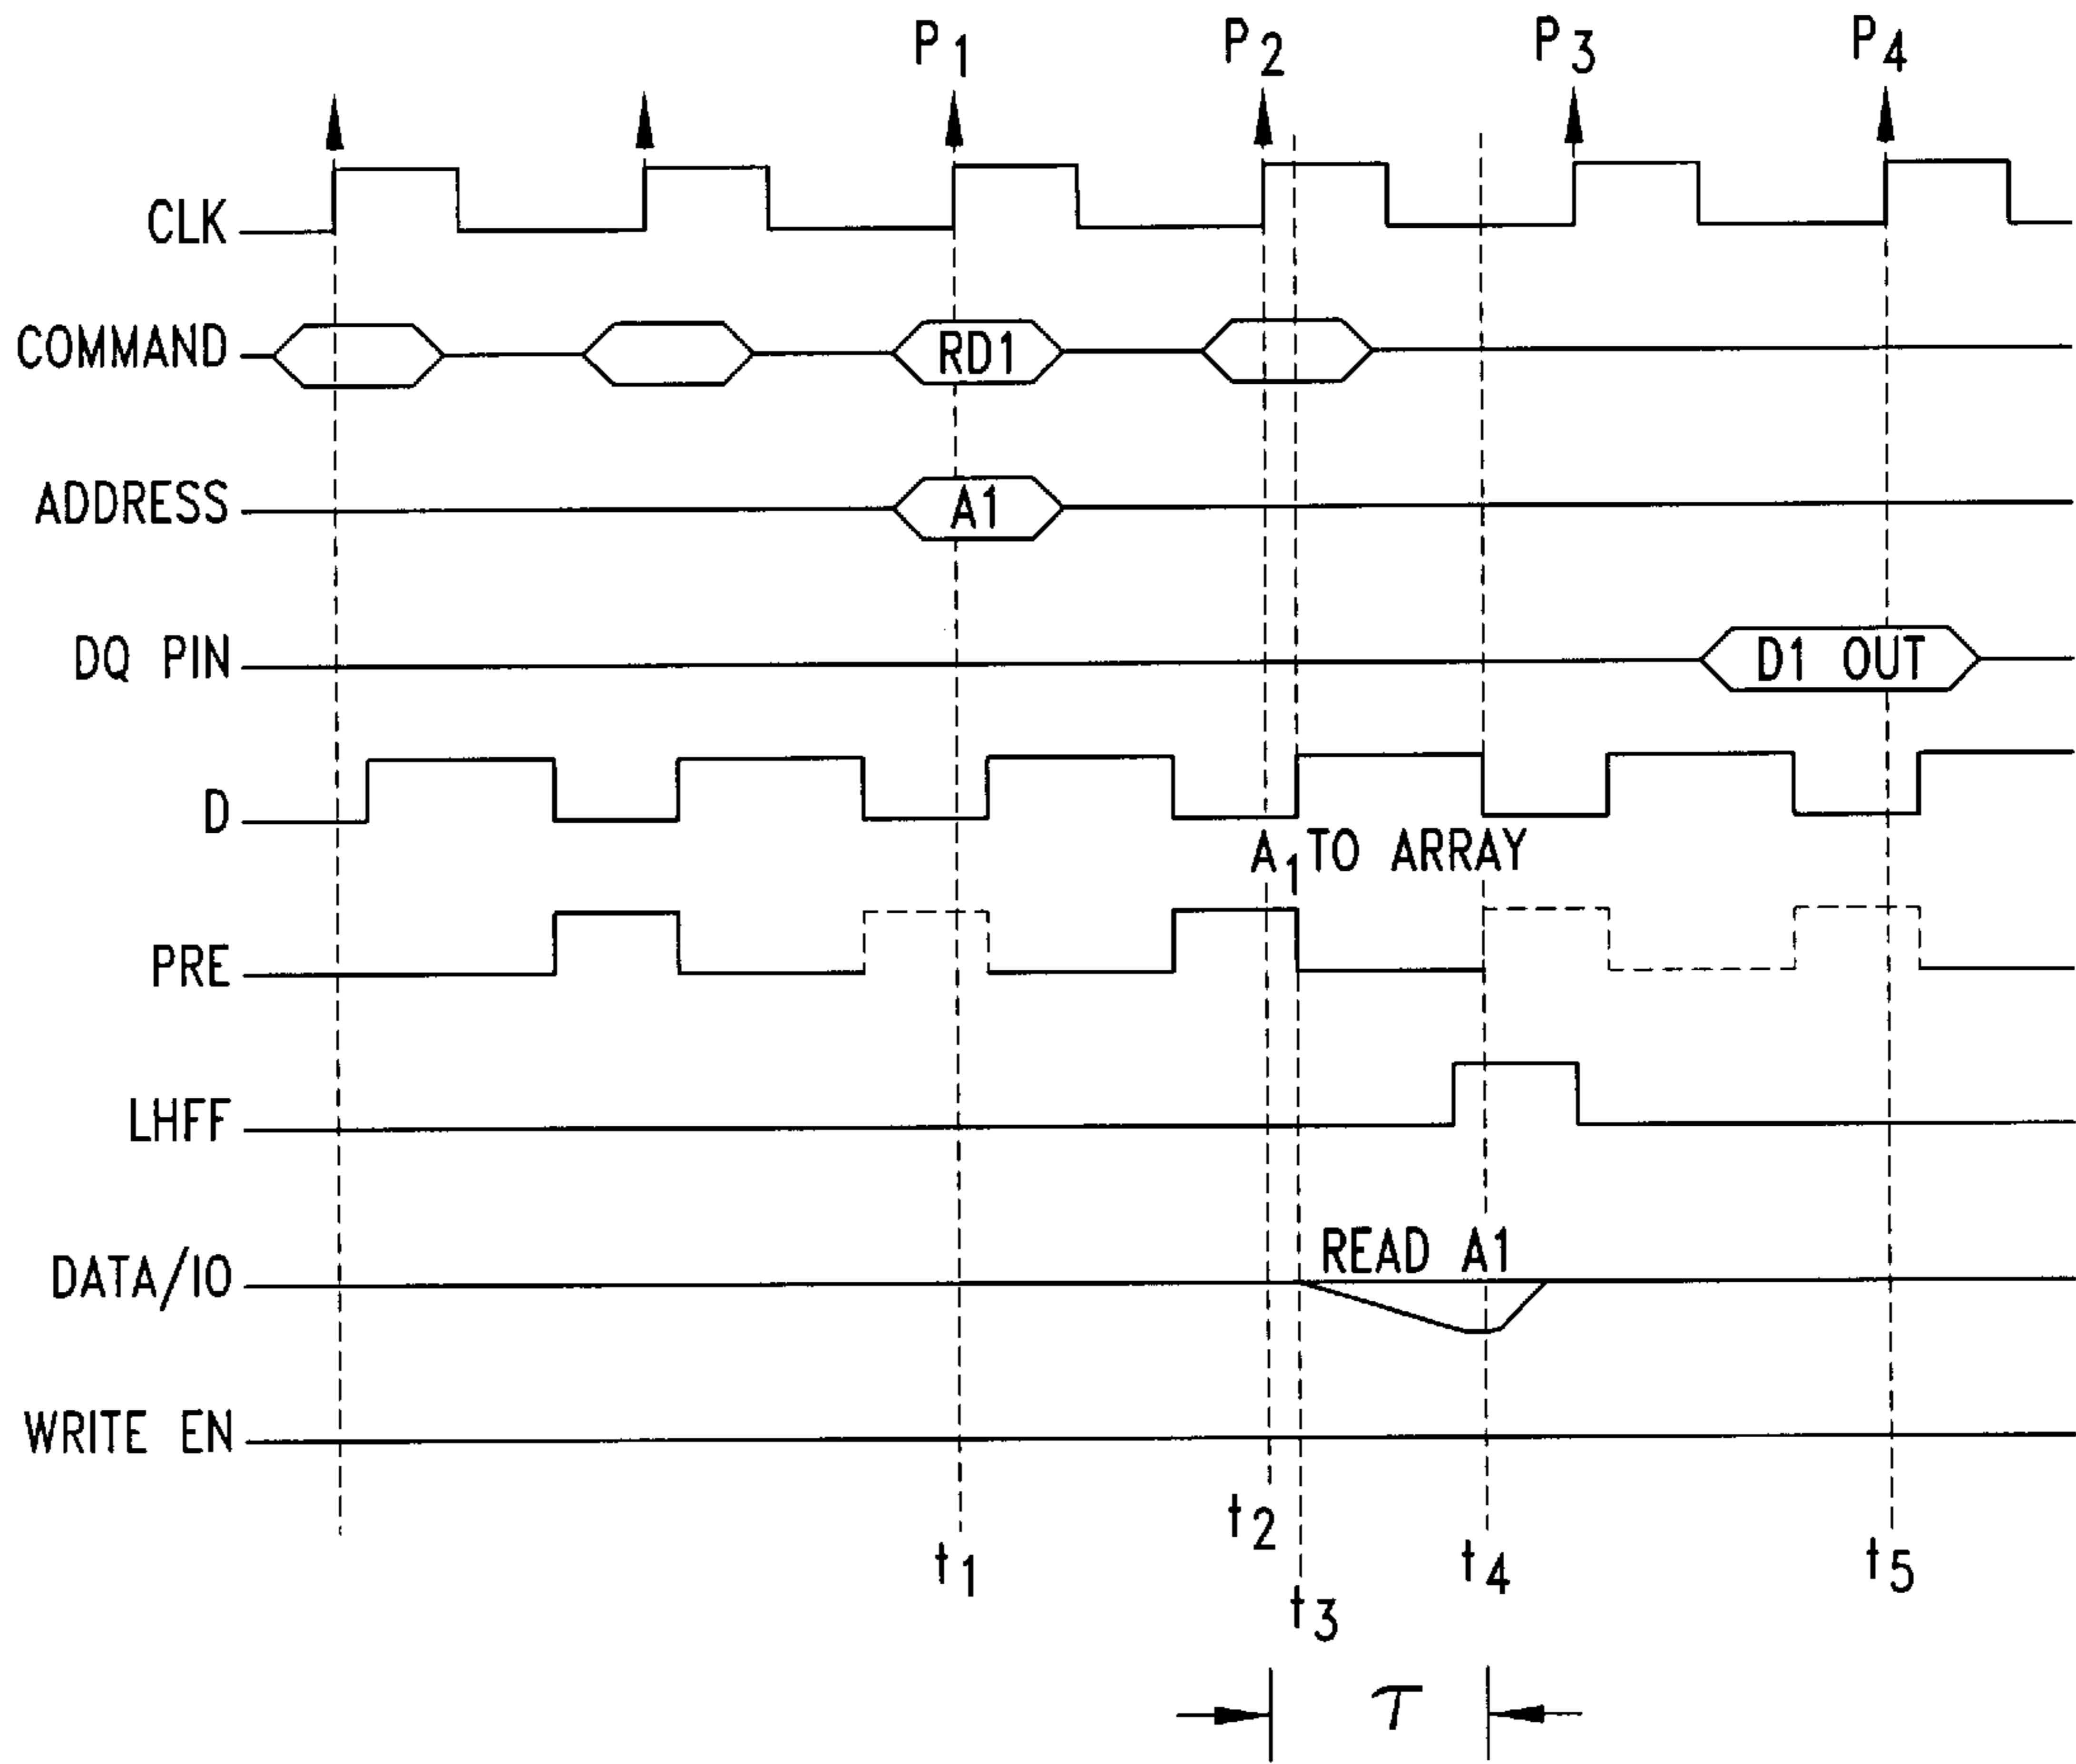 P1 P2 P3 P4
CLK
COMMAND RD1
ADDRESS A1
DQ PIN D1 OUT
D
A1 TO ARRAY
PRE
LHFF
READ A1
DATA/IO
WRITE EN
t1 t2 t3 t4 t5
τ